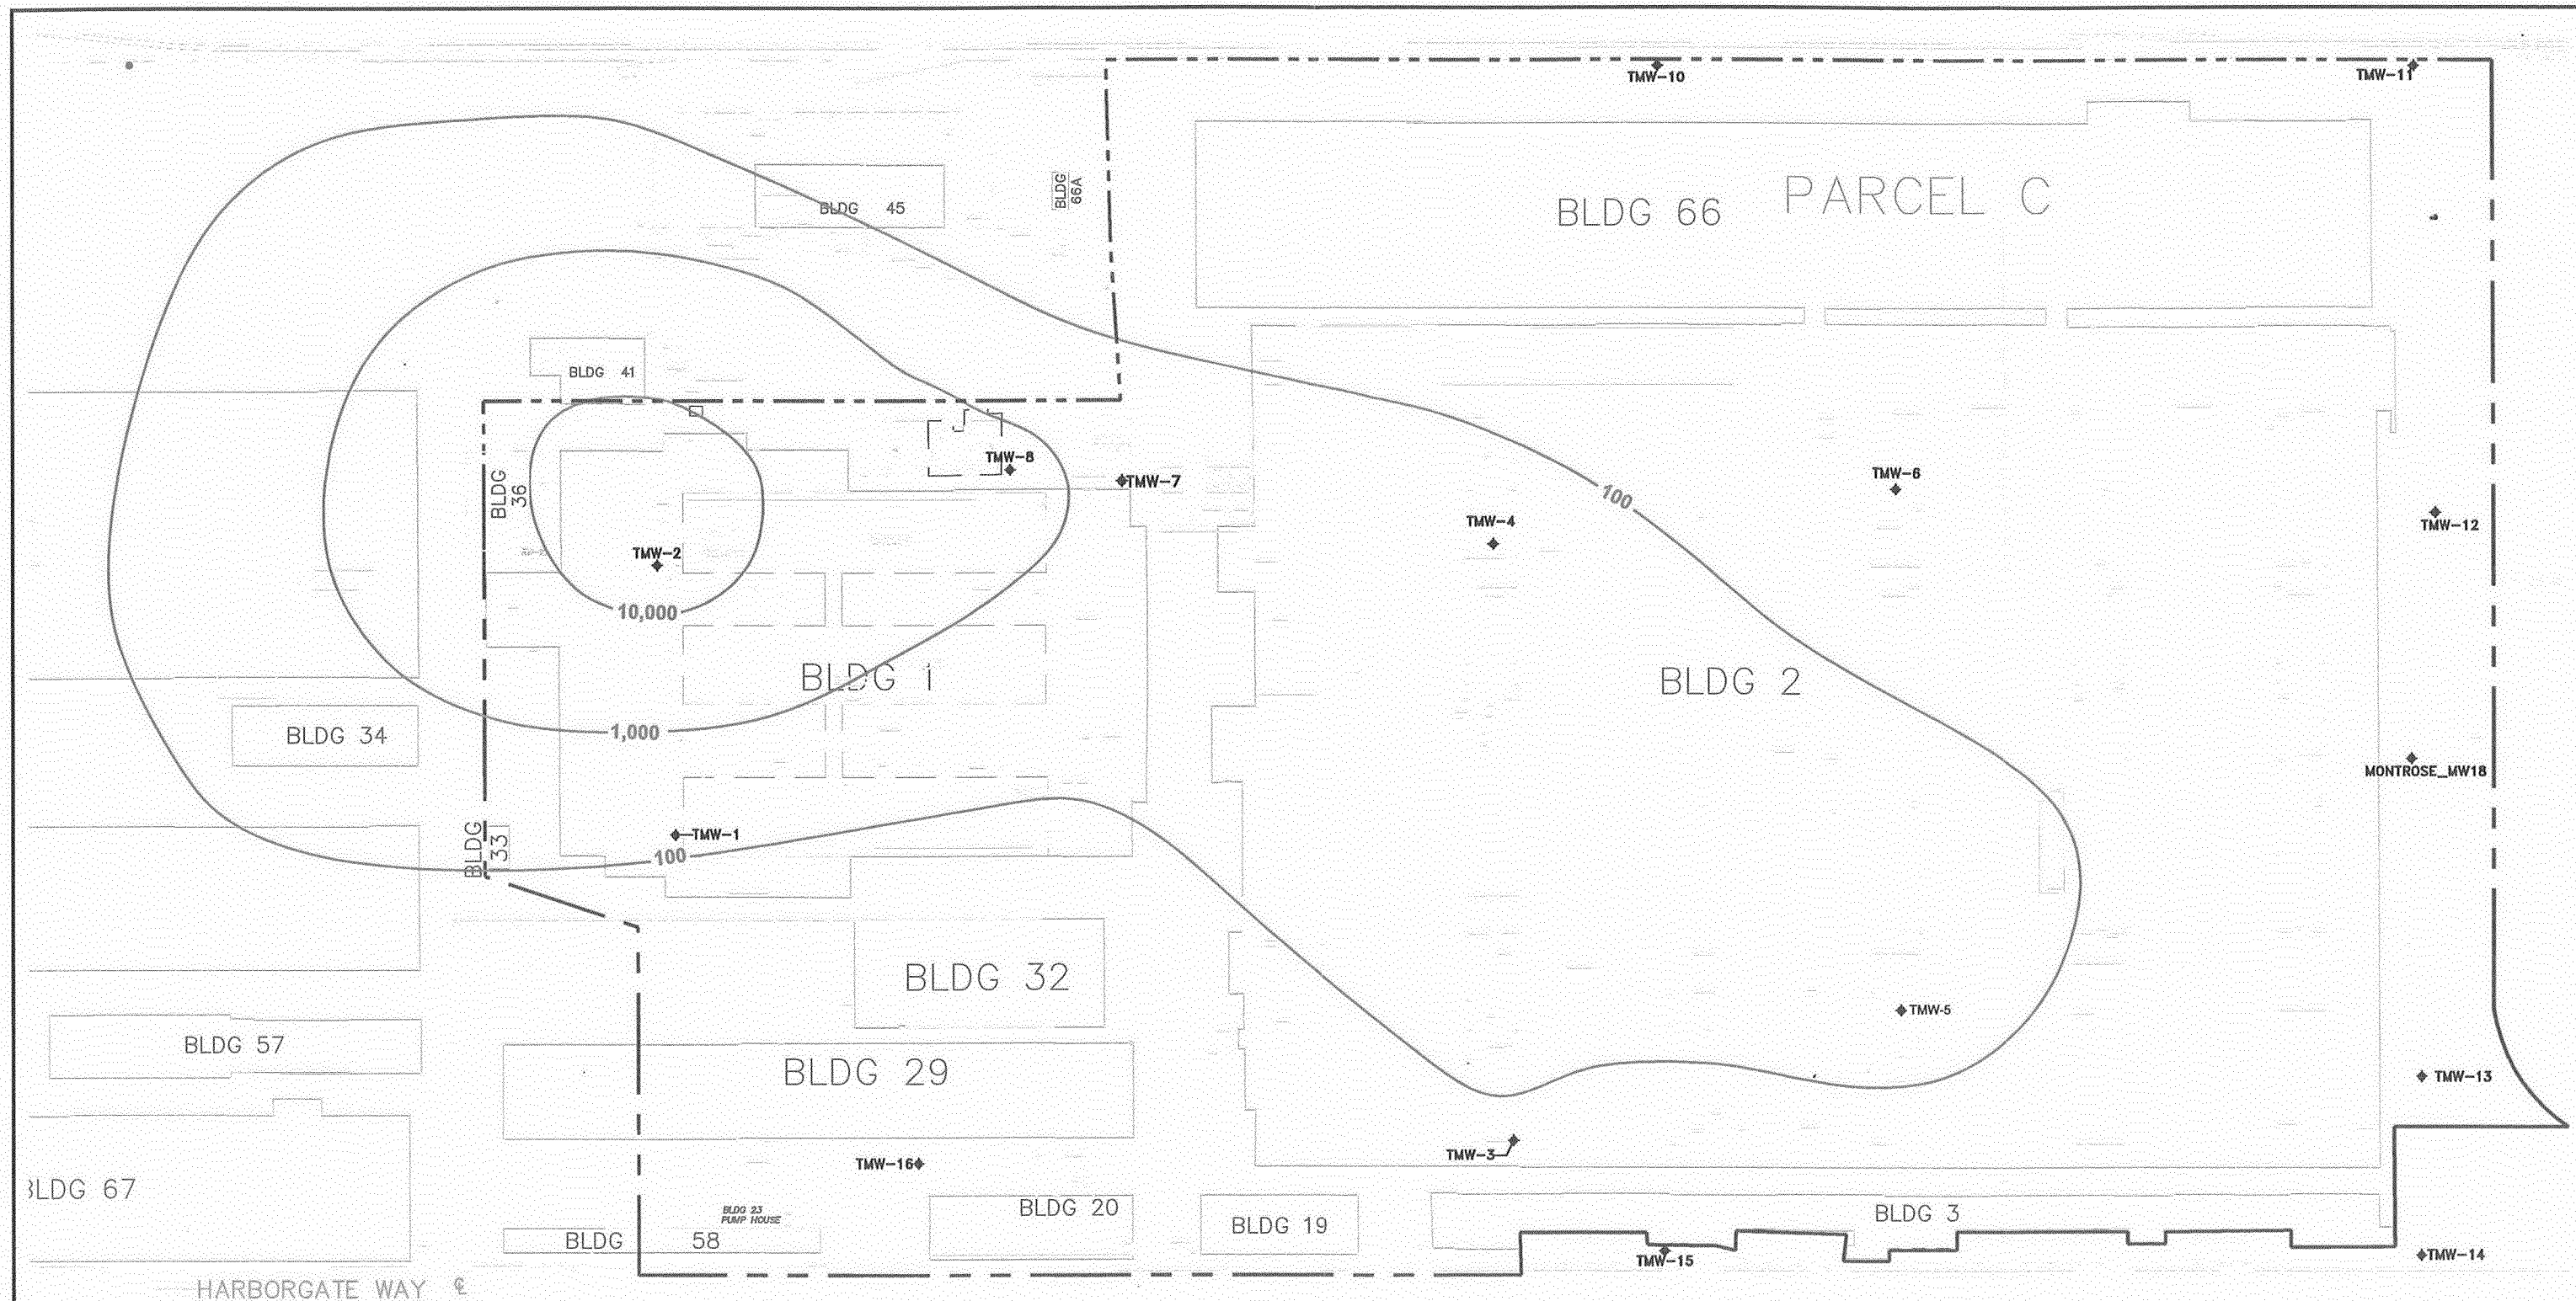 TMW-10
TMW-11
BLDG
66A
BLDG 45
BLDG 66
PARCEL C
BLDG 41
TMW-8
TMW-7
BLDG
36
TMW-2
10,000
100
TMW-4
TMW-6
TMW-12
BLDG 1
BLDG 2
1,000
BLDG 34
MONTROSE_MW18
BLDG
33
TMW-1
100
BLDG 32
TMW-5
BLDG 57
BLDG 29
TMW-13
TMW-16
TMW-3
BLDG 67
BLDG 23
PUMP HOUSE
BLDG 58
BLDG 20
BLDG 19
BLDG 3
TMW-15
TMW-14
HARBORGATE WAY ℄